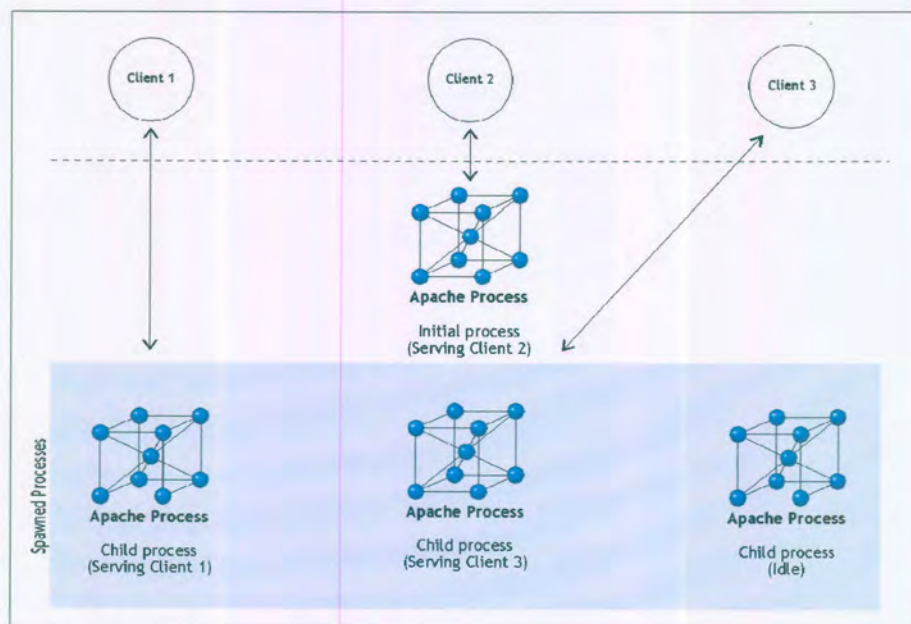 Client 1
Client 2
Client 3
Apache Process
Initial process
(Serving Client 2)
Spawned Processes
Apache Process
Child process
(Serving Client 1)
Apache Process
Child process
(Serving Client 3)
Apache Process
Child process
(Idle)